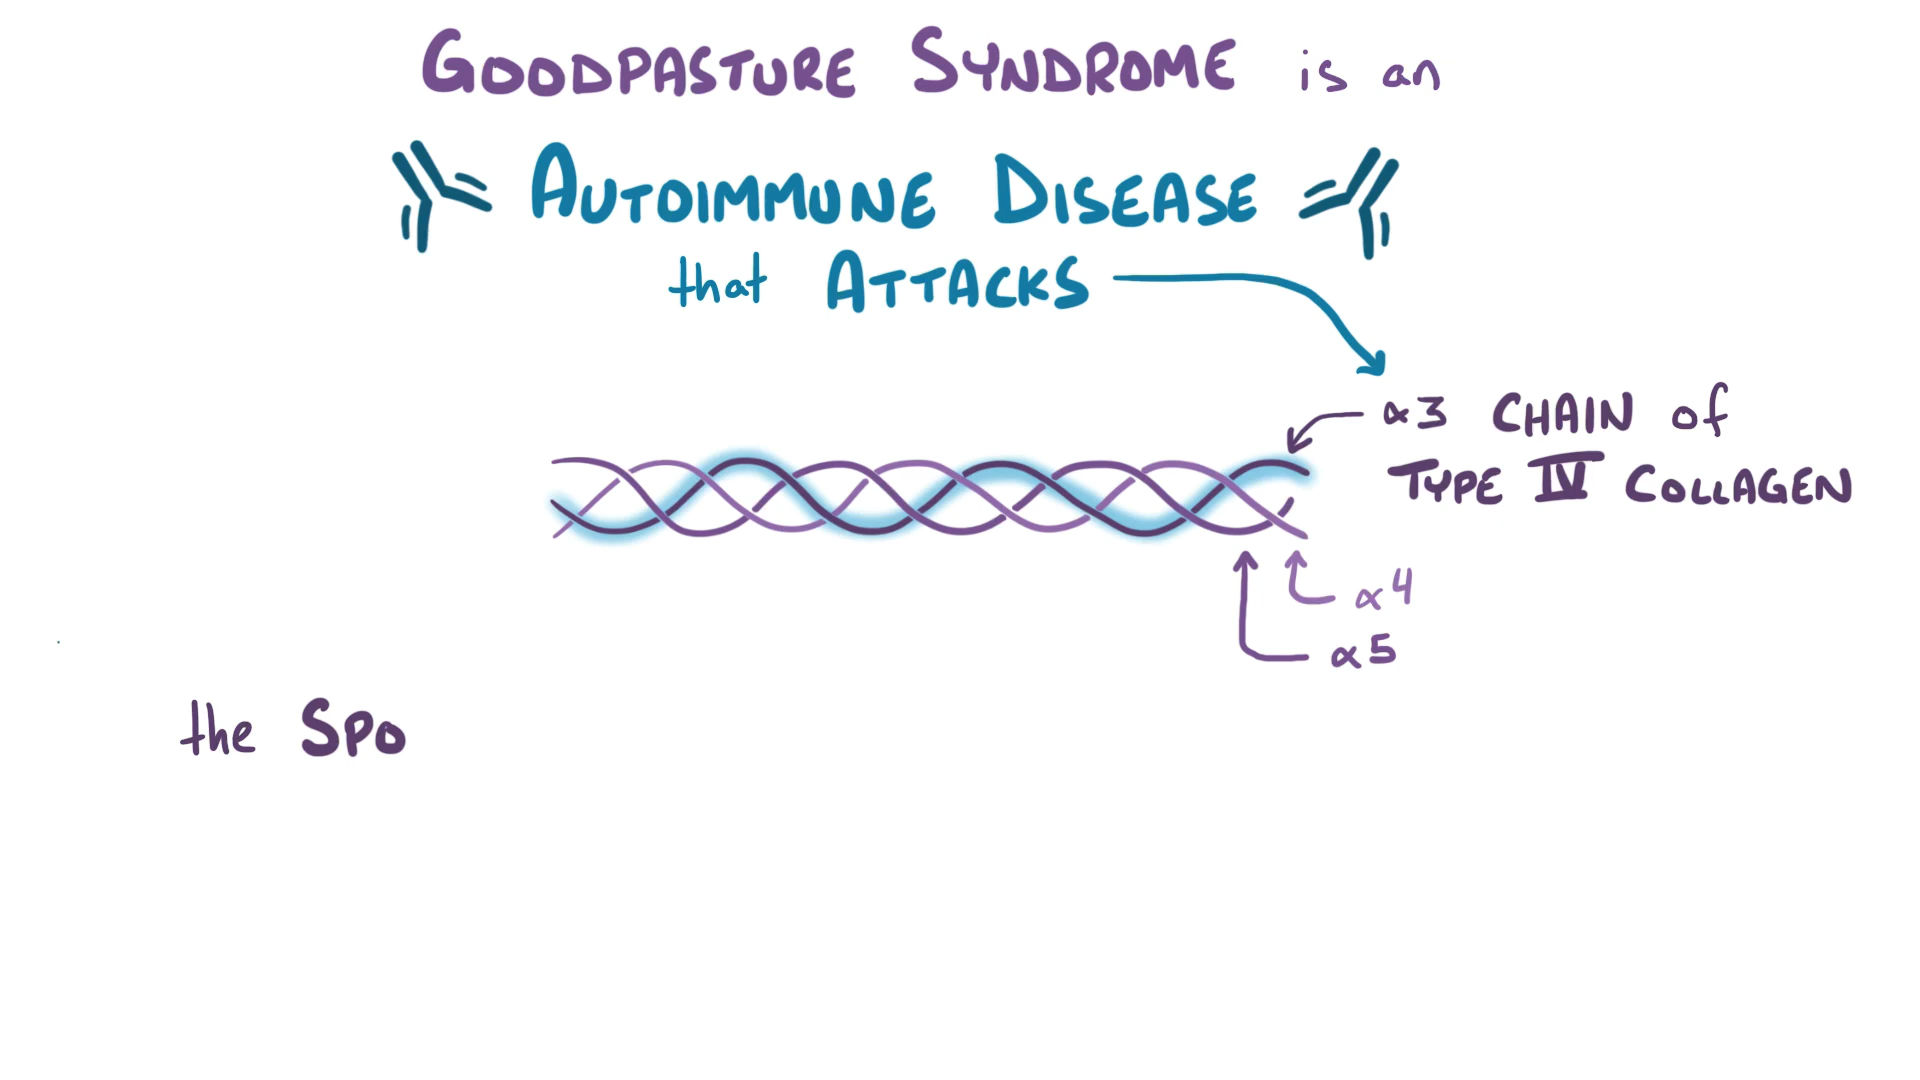 GOODPASTURE SYNDROME is an
AUTOIMMUNE DISEASE
that ATTACKS
α3 CHAIN of
TYPE IV COLLAGEN
α4
α5
the SPO